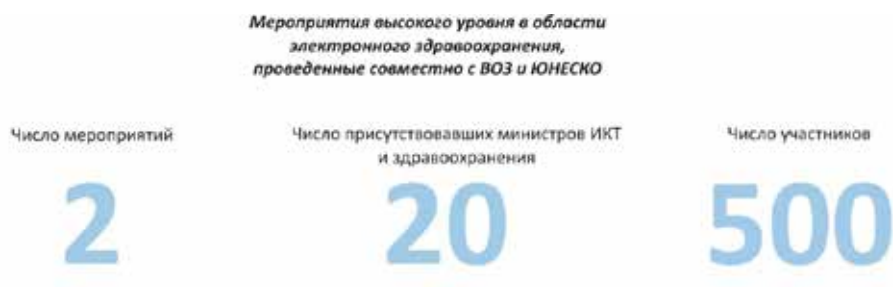 Мероприятия высокого уровня в области
электронного здравоохранения,
проведенные совместно с ВОЗ и ЮНЕСКО
Число мероприятий
2
Число присутствовавших министров ИКТ
и здравоохранения
20
Число участников
500